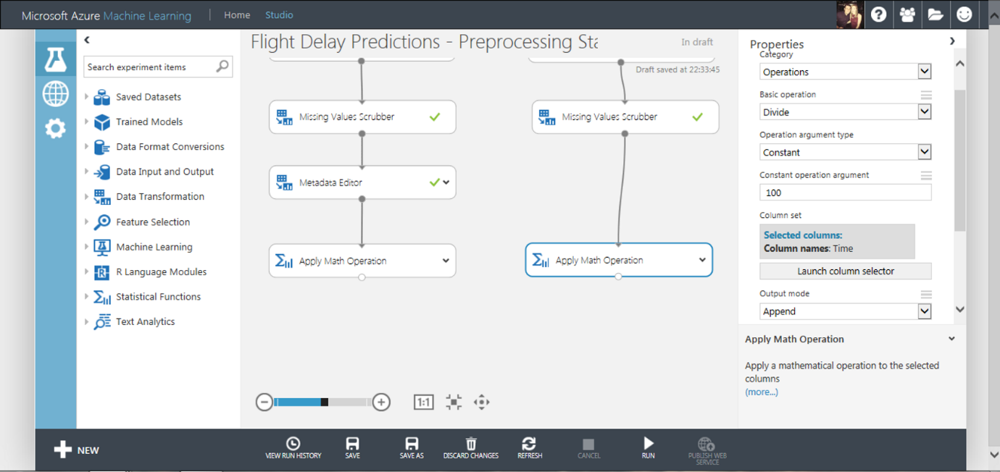 Microsoft Azure Machine Learning
Home
Studio
Search experiment items
Saved Datasets
Trained Models
Data Format Conversions
Data Input and Output
Data Transformation
Feature Selection
Machine Learning
R Language Modules
Statistical Functions
Text Analytics
Flight Delay Predictions - Preprocessing Sta
In draft
Draft saved at 22:33:45
Missing Values Scrubber
Missing Values Scrubber
Metadata Editor
Apply Math Operation
Apply Math Operation
1:1
Properties
Category
Operations
Basic operation
Divide
Operation argument type
Constant
Constant operation argument
100
Column set
Selected columns:
Column names: Time
Launch column selector
Output mode
Append
Apply Math Operation
Apply a mathematical operation to the selected
columns
(more...)
NEW
VIEW RUN HISTORY
SAVE
SAVE AS
DISCARD CHANGES
REFRESH
CANCEL
RUN
PUBLISH WEB
SERVICE